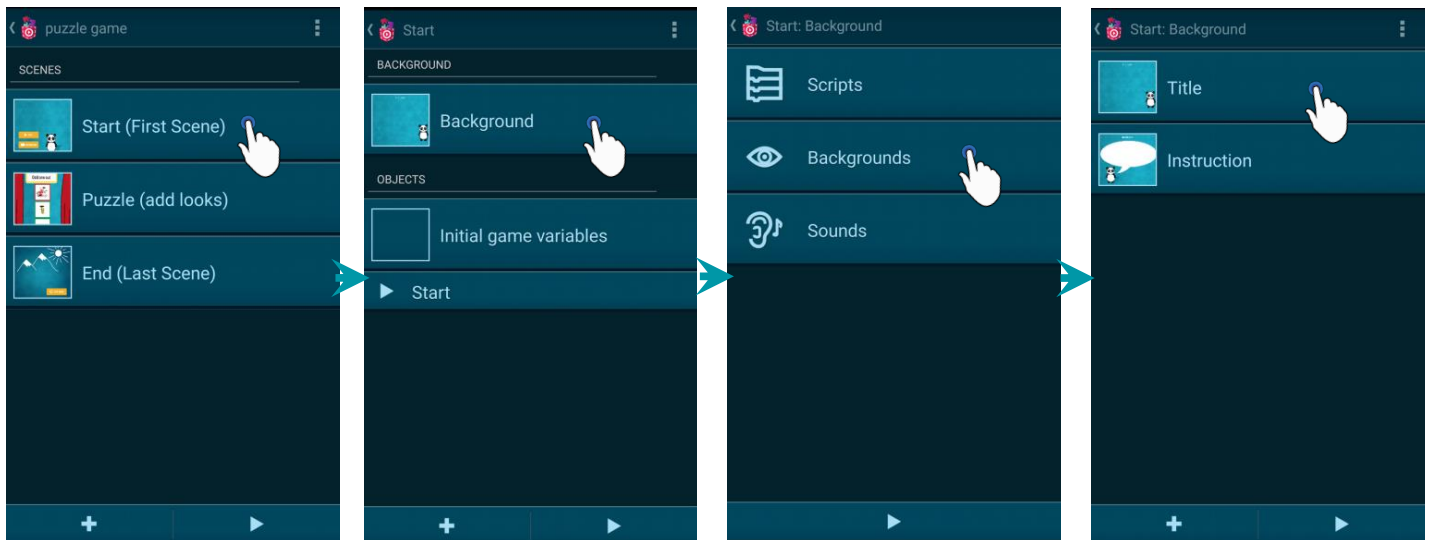 puzzle game
SCENES
Start (First Scene)
Puzzle (add looks)
End (Last Scene)
Start
BACKGROUND
Background
OBJECTS
Initial game variables
Start
Start: Background
Scripts
Backgrounds
Sounds
Start: Background
Title
Instruction